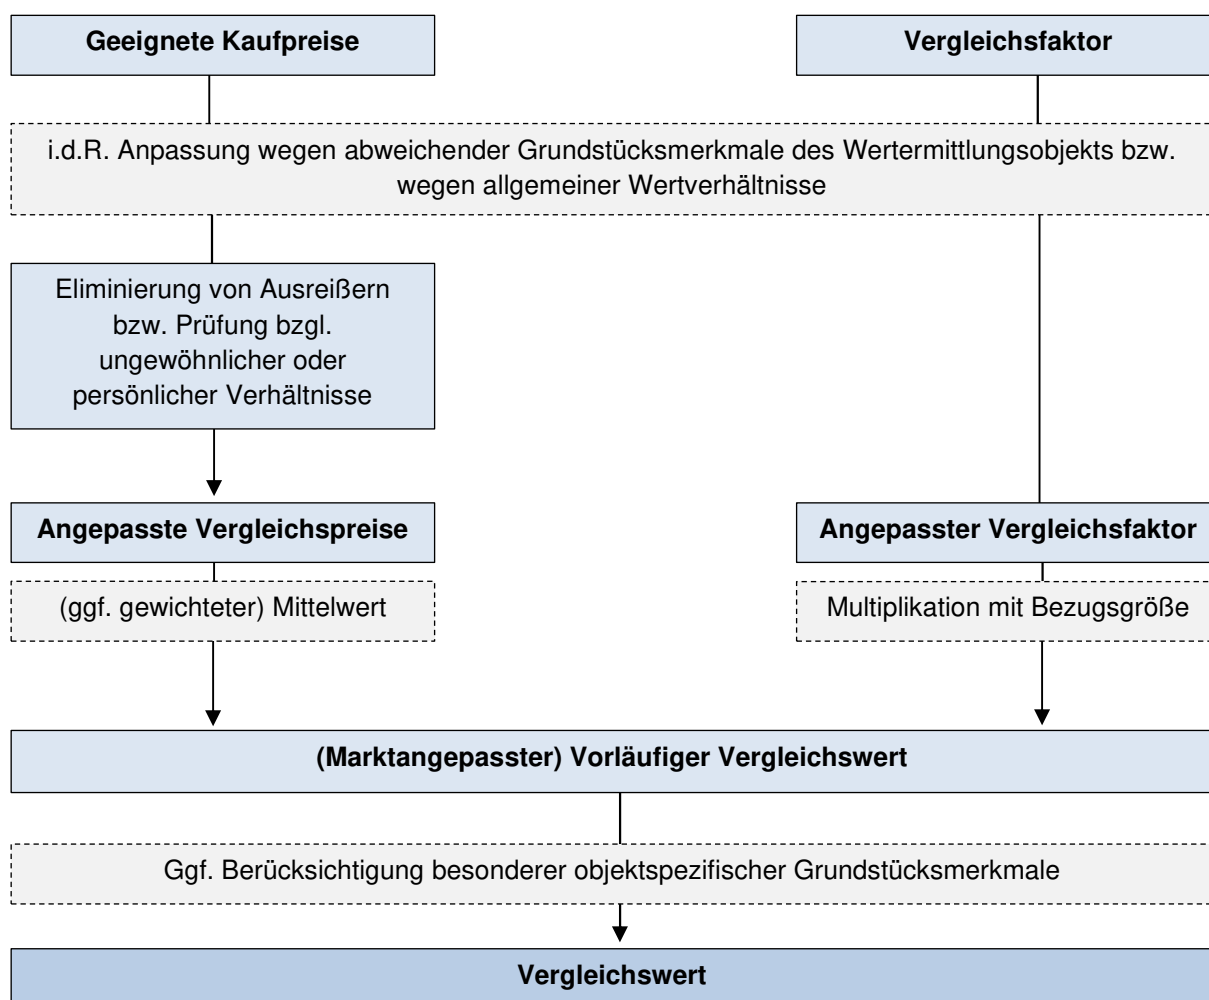 Geeignete Kaufpreise
Vergleichsfaktor
i.d.R. Anpassung wegen abweichender Grundstücksmerkmale des Wertermittlungsobjekts bzw.
wegen allgemeiner Wertverhältnisse
Eliminierung von Ausreißern
bzw. Prüfung bzgl.
ungewöhnlicher oder
persönlicher Verhältnisse
Angepasste Vergleichspreise
Angepasster Vergleichsfaktor
(ggf. gewichteter) Mittelwert
Multiplikation mit Bezugsgröße
(Marktangepasster) Vorläufiger Vergleichswert
Ggf. Berücksichtigung besonderer objektspezifischer Grundstücksmerkmale
Vergleichswert